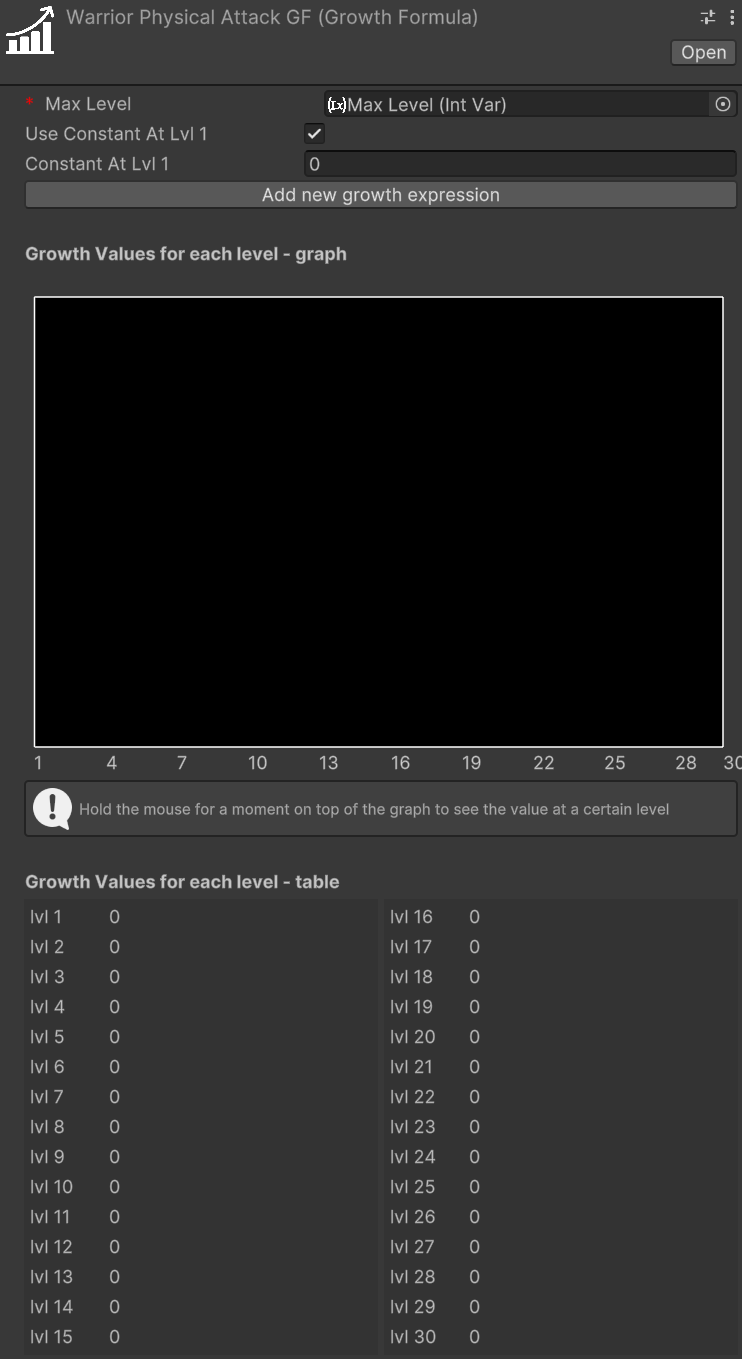 Warrior Physical Attack GF (Growth Formula)
Open
* Max Level (x) Max Level (Int Var)
Use Constant At Lvl 1
Constant At Lvl 1 0
Add new growth expression
Growth Values for each level - graph
1 4 7 10 13 16 19 22 25 28 30
Hold the mouse for a moment on top of the graph to see the value at a certain level
Growth Values for each level - table
lvl 1 0 lvl 16 0
lvl 2 0 lvl 17 0
lvl 3 0 lvl 18 0
lvl 4 0 lvl 19 0
lvl 5 0 lvl 20 0
lvl 6 0 lvl 21 0
lvl 7 0 lvl 22 0
lvl 8 0 lvl 23 0
lvl 9 0 lvl 24 0
lvl 10 0 lvl 25 0
lvl 11 0 lvl 26 0
lvl 12 0 lvl 27 0
lvl 13 0 lvl 28 0
lvl 14 0 lvl 29 0
lvl 15 0 lvl 30 0